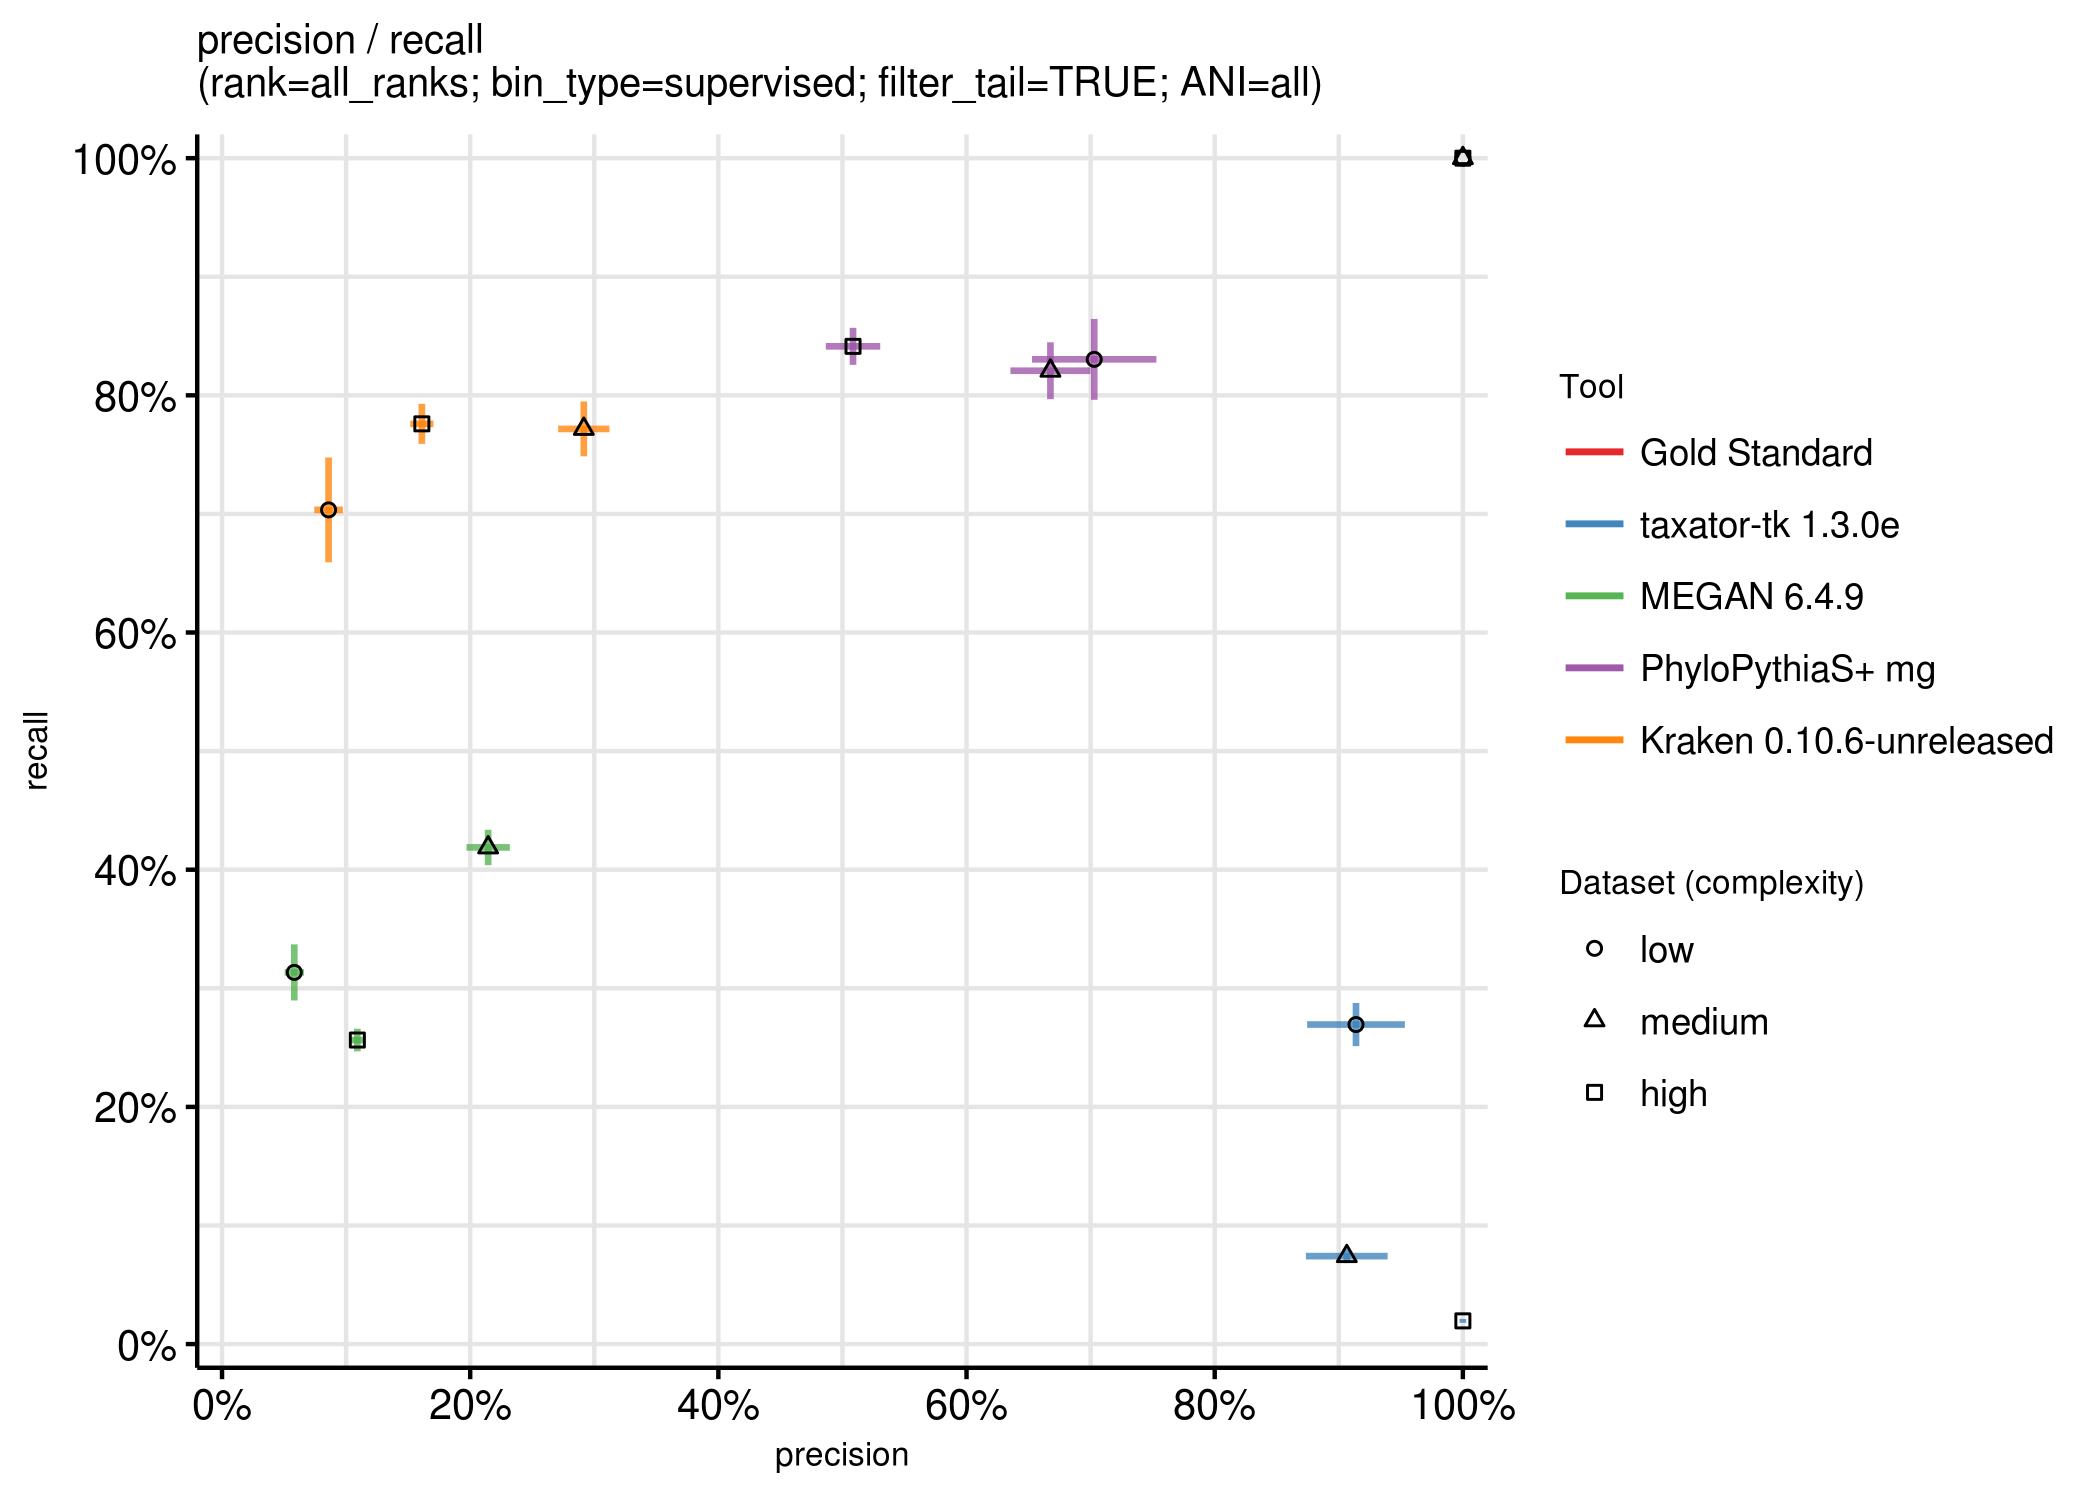 precision / recall
(rank=all_ranks; bin_type=supervised; filter_tail=TRUE; ANI=all)
100%
80%
60%
40%
20%
0%
recall
0%
20%
40%
60%
80%
100%
precision
Tool
Gold Standard
taxator-tk 1.3.0e
MEGAN 6.4.9
PhyloPythiaS+ mg
Kraken 0.10.6-unreleased
Dataset (complexity)
low
medium
high